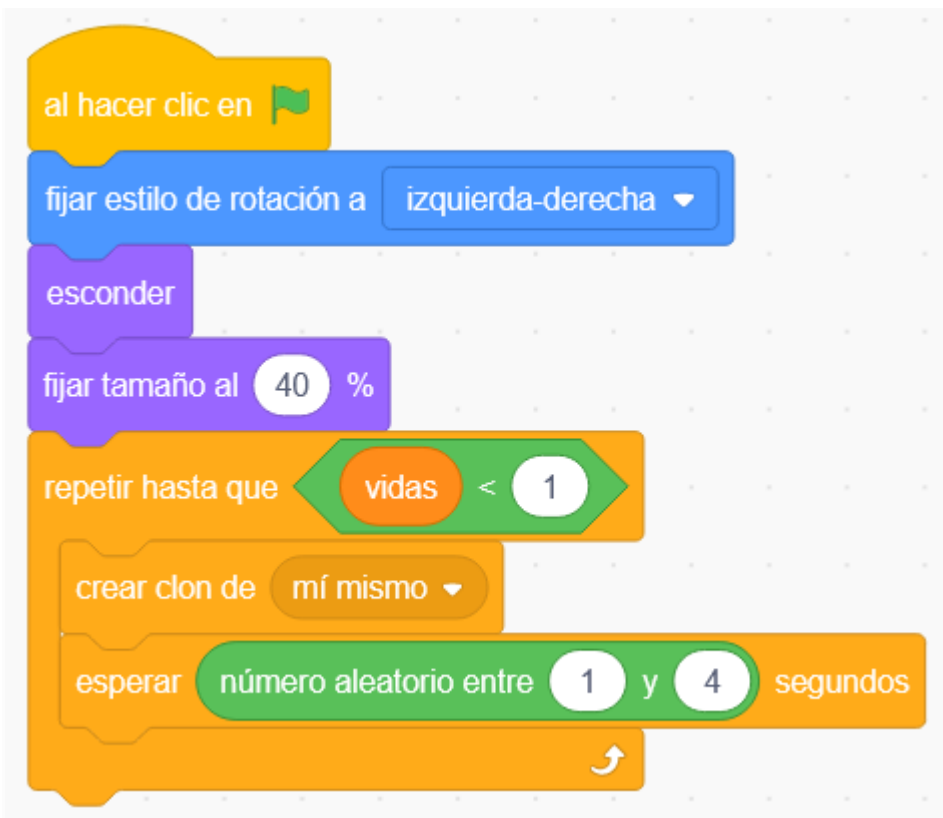 al hacer clic en
fijar estilo de rotación a izquierda-derecha
esconder
fijar tamaño al 40 %
repetir hasta que vidas < 1
crear clon de mí mismo
esperar número aleatorio entre 1 y 4 segundos